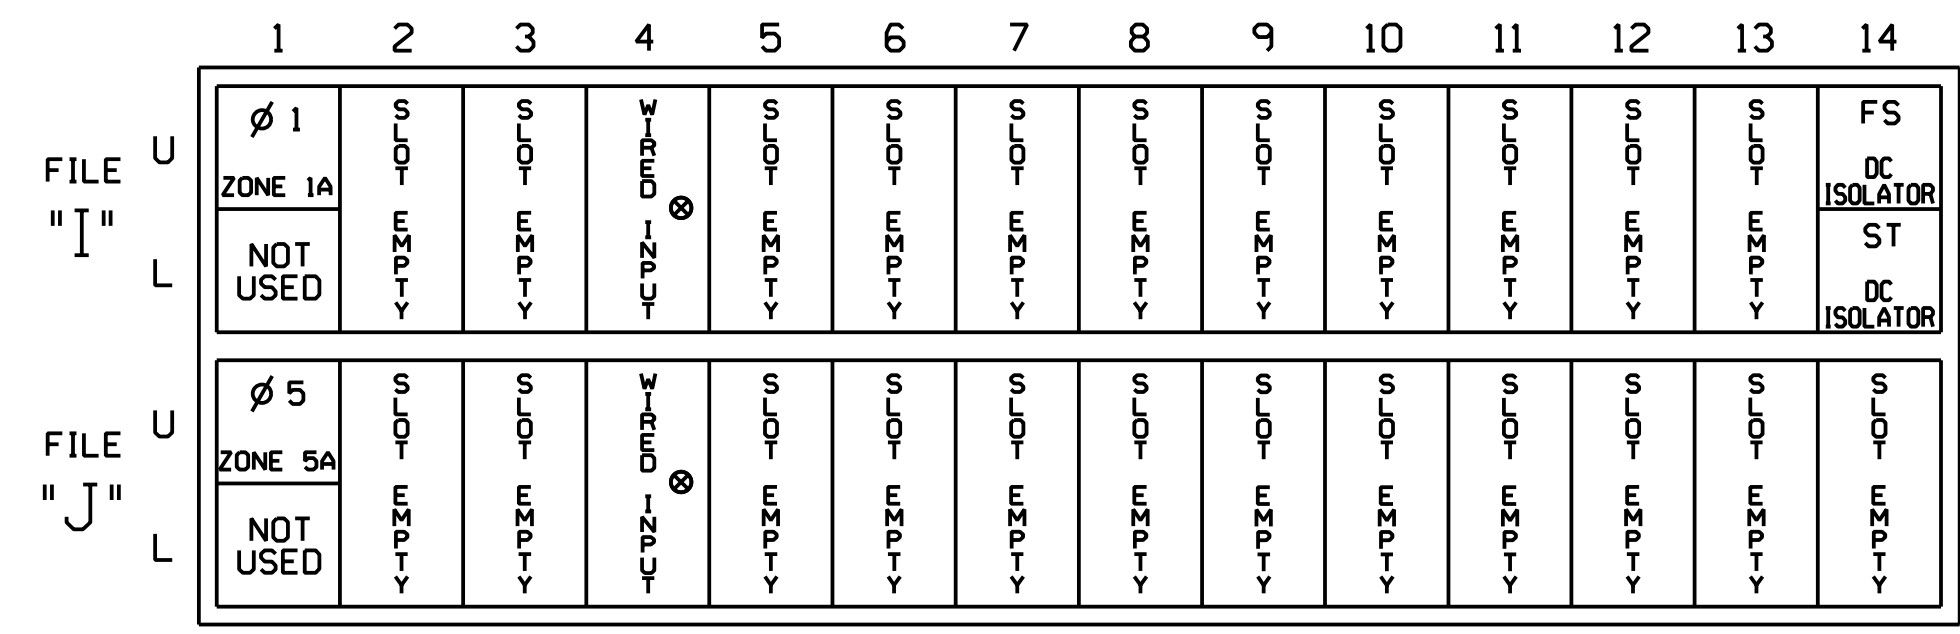 1 2 3 4 5 6 7 8 9 10 11 12 13 14
FILE "I"
U
L
Ø 1
ZONE 1A
NOT USED
SLOT EMPTY
SLOT EMPTY
WIRED INPUT
SLOT EMPTY
SLOT EMPTY
SLOT EMPTY
SLOT EMPTY
SLOT EMPTY
SLOT EMPTY
SLOT EMPTY
SLOT EMPTY
SLOT EMPTY
FS
DC
ISOLATOR
ST
DC
ISOLATOR
FILE "J"
U
L
Ø 5
ZONE 5A
NOT USED
SLOT EMPTY
SLOT EMPTY
WIRED INPUT
SLOT EMPTY
SLOT EMPTY
SLOT EMPTY
SLOT EMPTY
SLOT EMPTY
SLOT EMPTY
SLOT EMPTY
SLOT EMPTY
SLOT EMPTY
SLOT EMPTY